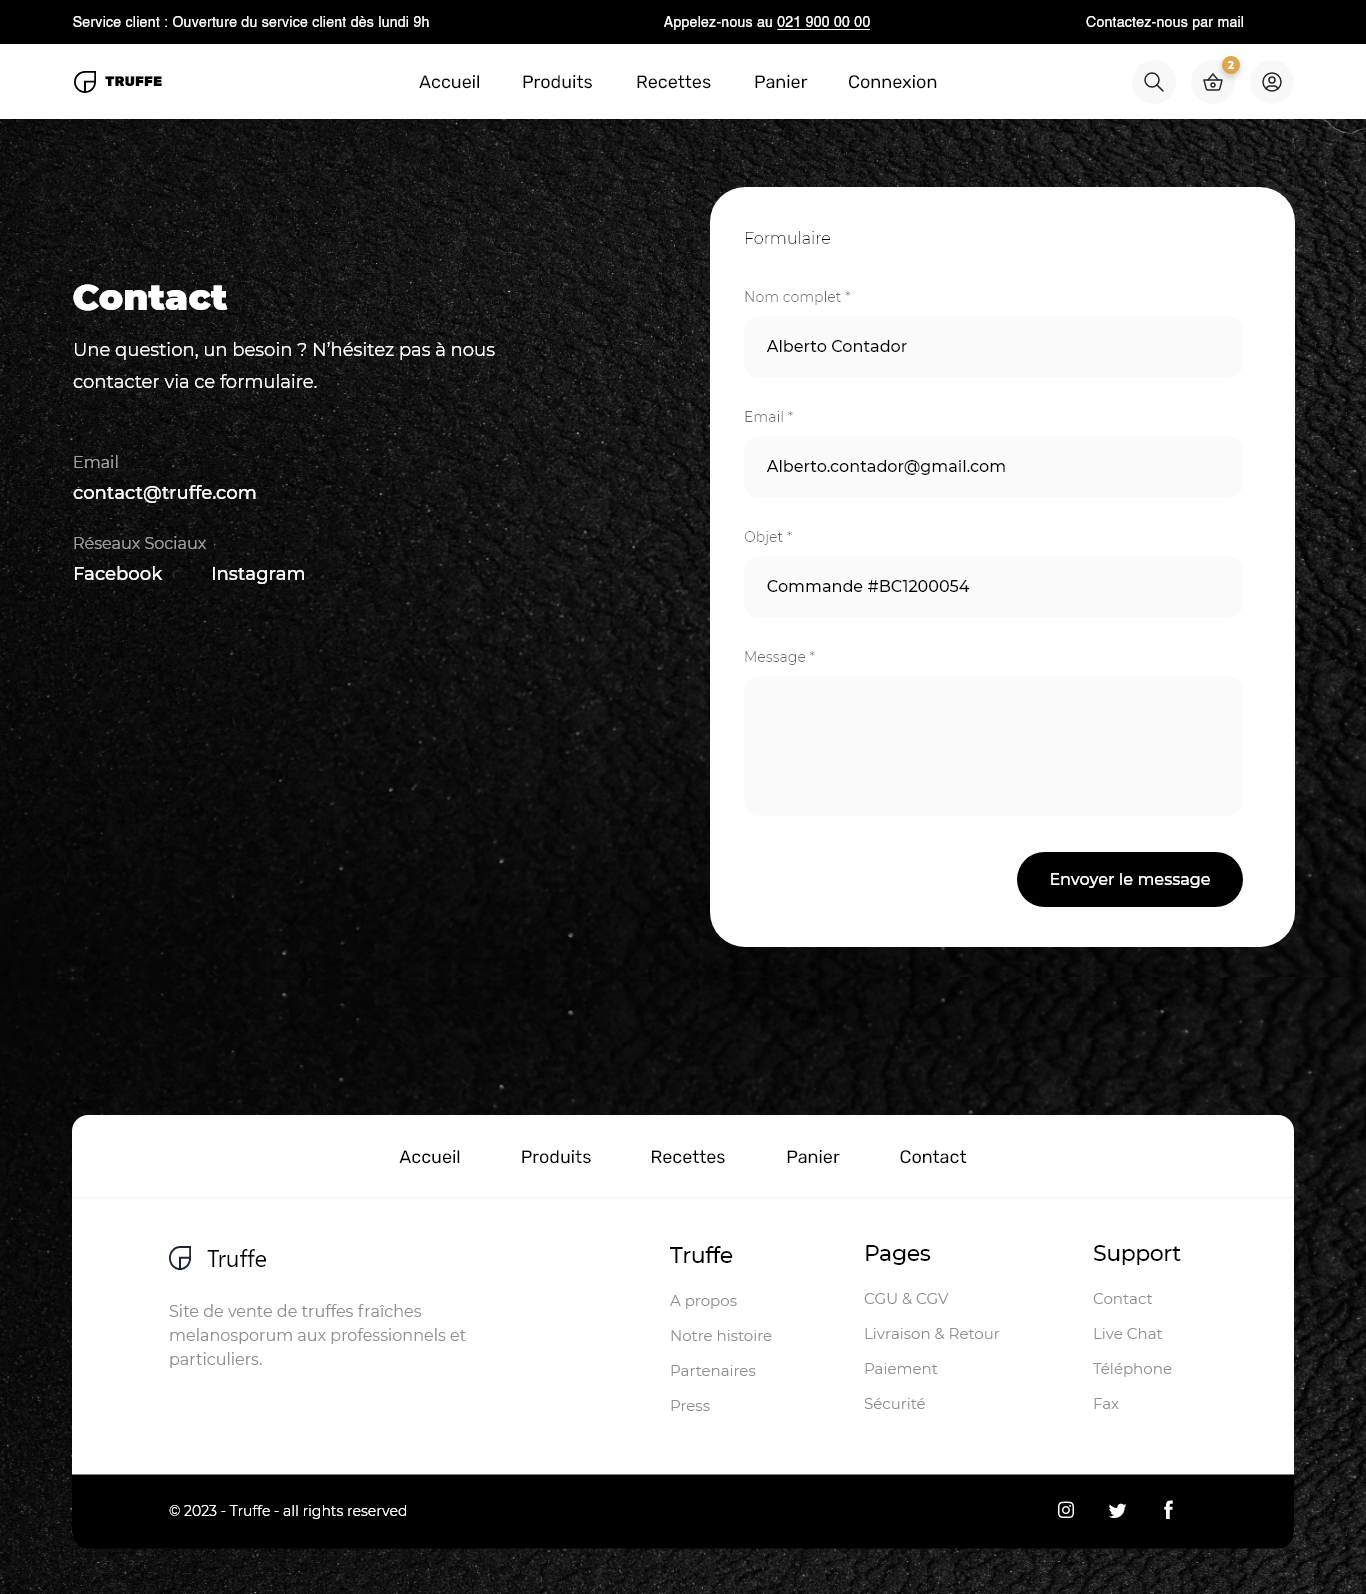 Service client : Ouverture du service client dès lundi 9h
Appelez-nous au 021 900 00 00
Contactez-nous par mail
TRUFFE
Accueil
Produits
Recettes
Panier
Connexion
2
Contact
Une question, un besoin ? N’hésitez pas à nous
contacter via ce formulaire.
Email
contact@truffe.com
Réseaux Sociaux
Facebook
Instagram
Formulaire
Nom complet *
Alberto Contador
Email *
Alberto.contador@gmail.com
Objet *
Commande #BC1200054
Message *
Envoyer le message
Accueil
Produits
Recettes
Panier
Contact
Truffe
Site de vente de truffes fraîches
melanosporum aux professionnels et
particuliers.
Truffe
A propos
Notre histoire
Partenaires
Press
Pages
CGU & CGV
Livraison & Retour
Paiement
Sécurité
Support
Contact
Live Chat
Téléphone
Fax
© 2023 - Truffe - all rights reserved